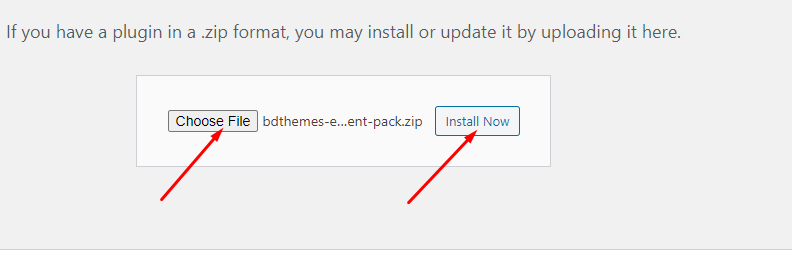 If you have a plugin in a .zip format, you may install or update it by uploading it here.
Choose File bdthemes-e...ent-pack.zip Install Now